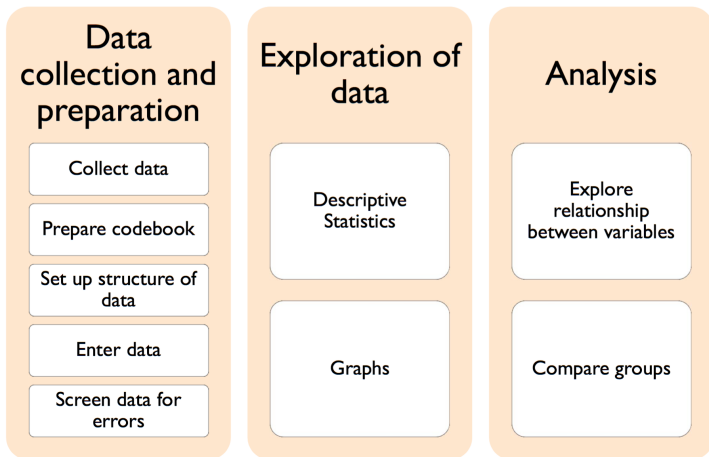 Data
collection and
preparation
Collect data
Prepare codebook
Set up structure of
data
Enter data
Screen data for
errors
Exploration of
data
Descriptive
Statistics
Graphs
Analysis
Explore
relationship
between variables
Compare groups